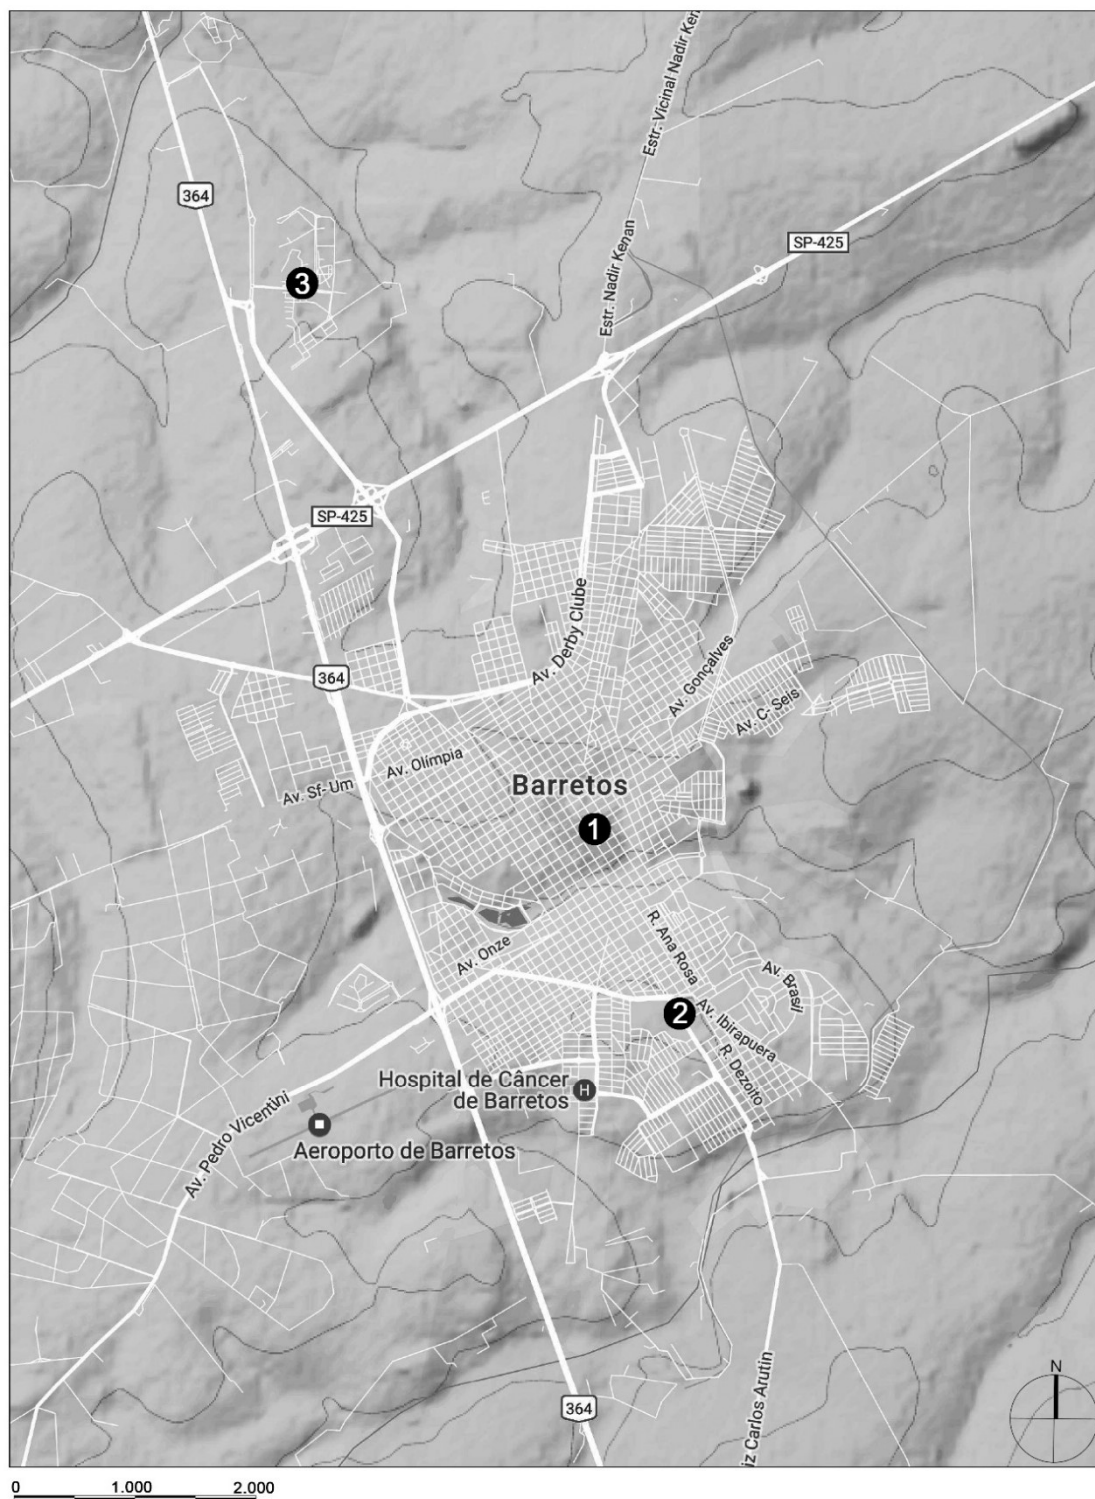 Estr. Vicinal Nadir Ken
364
SP-425
Estr. Nadir Kenan
3
SP-425
Av. Derby Clube
Av. Gonçalves
364
Av. C- Seis
Av. Olímpia
Av. Sf-Um
Barretos
1
R. Ana Rosa
Av. Onze
Av. Brasil
2
Av. Ibirapuera
R. Dezoito
Hospital de Câncer
de Barretos
H
Av. Pedro Vicentini
Aeroporto de Barretos
N
iz Carlos Arutin
364
0 1.000 2.000